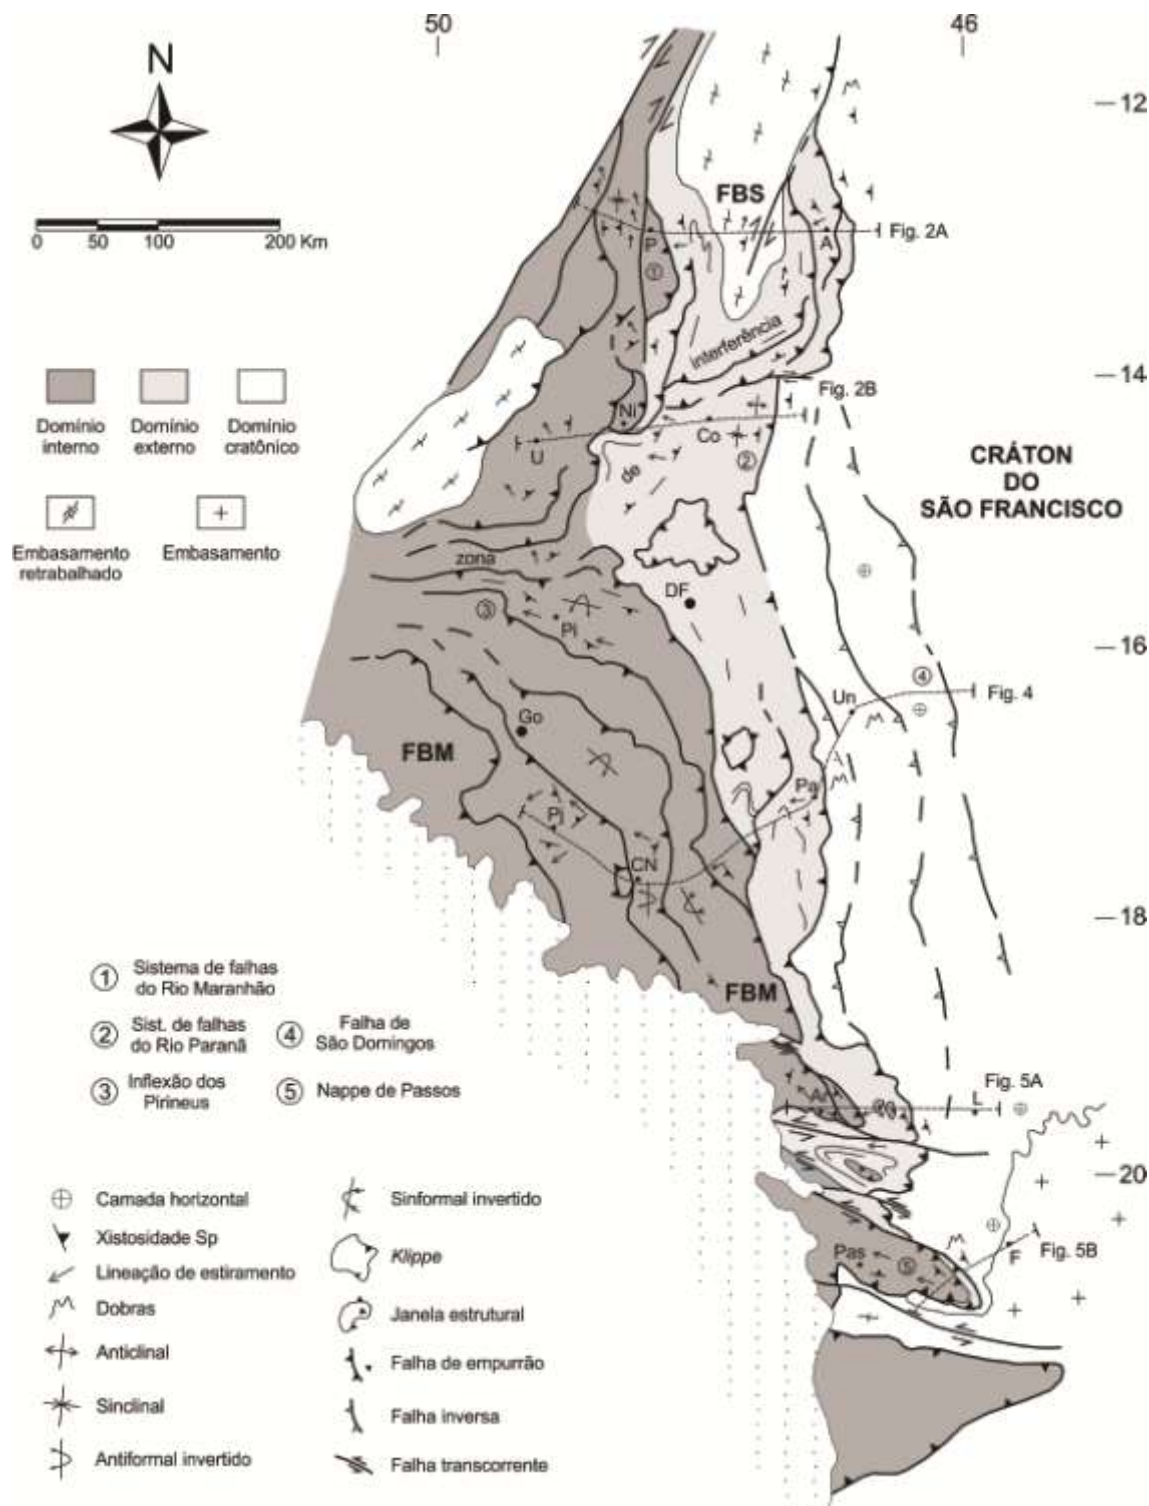 50
46
N
12
0
50
100
200 Km
FBS
Fig. 2A
P
A
1
interferência
14
Fig. 2B
Ni
Co
U
2
de
Domínio
interno
Domínio
externo
Domínio
cratônico
CRÁTON
DO
SÃO FRANCISCO
Embasamento
retrabalhado
Embasamento
zona
DF
3
Pi
16
4
Un
Fig. 4
Go
FBM
Pa
Pj
CN
18
FBM
1
Sistema de falhas
do Rio Maranhão
2
Sist. de falhas
do Rio Paranã
4
Falha de
São Domingos
3
Inflexão dos
Pirineus
5
Nappe de Passos
Fig. 5A
Ar
L
20
Camada horizontal
Sinformal invertido
Xistosidade Sp
Klippe
Lineação de estiramento
Dobras
Janela estrutural
Anticlinal
Falha de empurrão
Sinclinal
Falha inversa
Antiformal invertido
Falha transcorrente
Pas
5
F
Fig. 5B